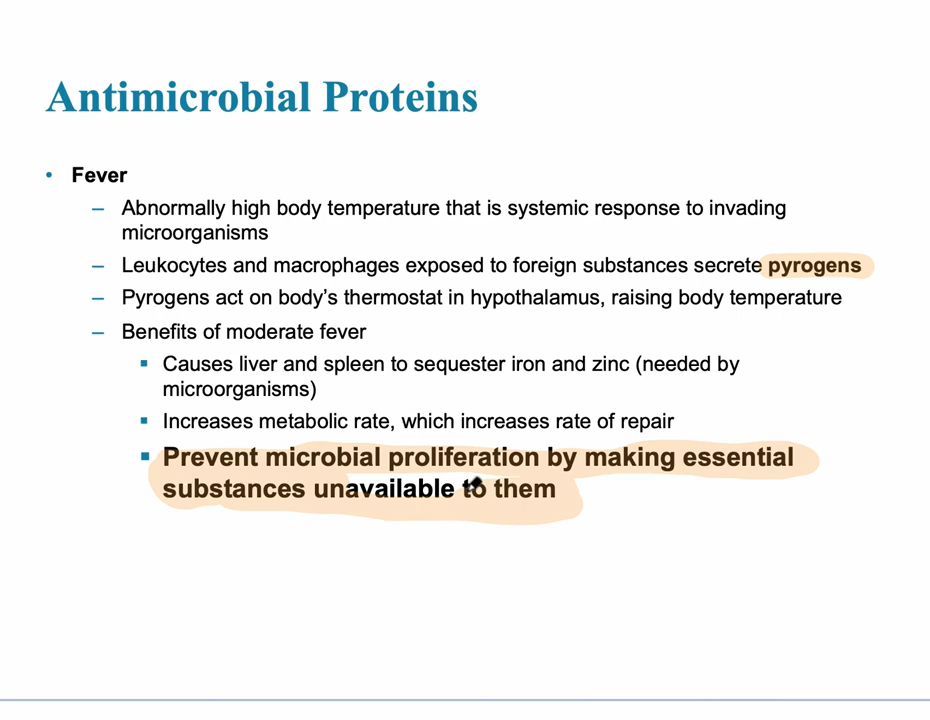 Antimicrobial Proteins
• Fever
– Abnormally high body temperature that is systemic response to invading
microorganisms
– Leukocytes and macrophages exposed to foreign substances secrete pyrogens
– Pyrogens act on body’s thermostat in hypothalamus, raising body temperature
– Benefits of moderate fever
▪ Causes liver and spleen to sequester iron and zinc (needed by
microorganisms)
▪ Increases metabolic rate, which increases rate of repair
▪ Prevent microbial proliferation by making essential
substances unavailable to them